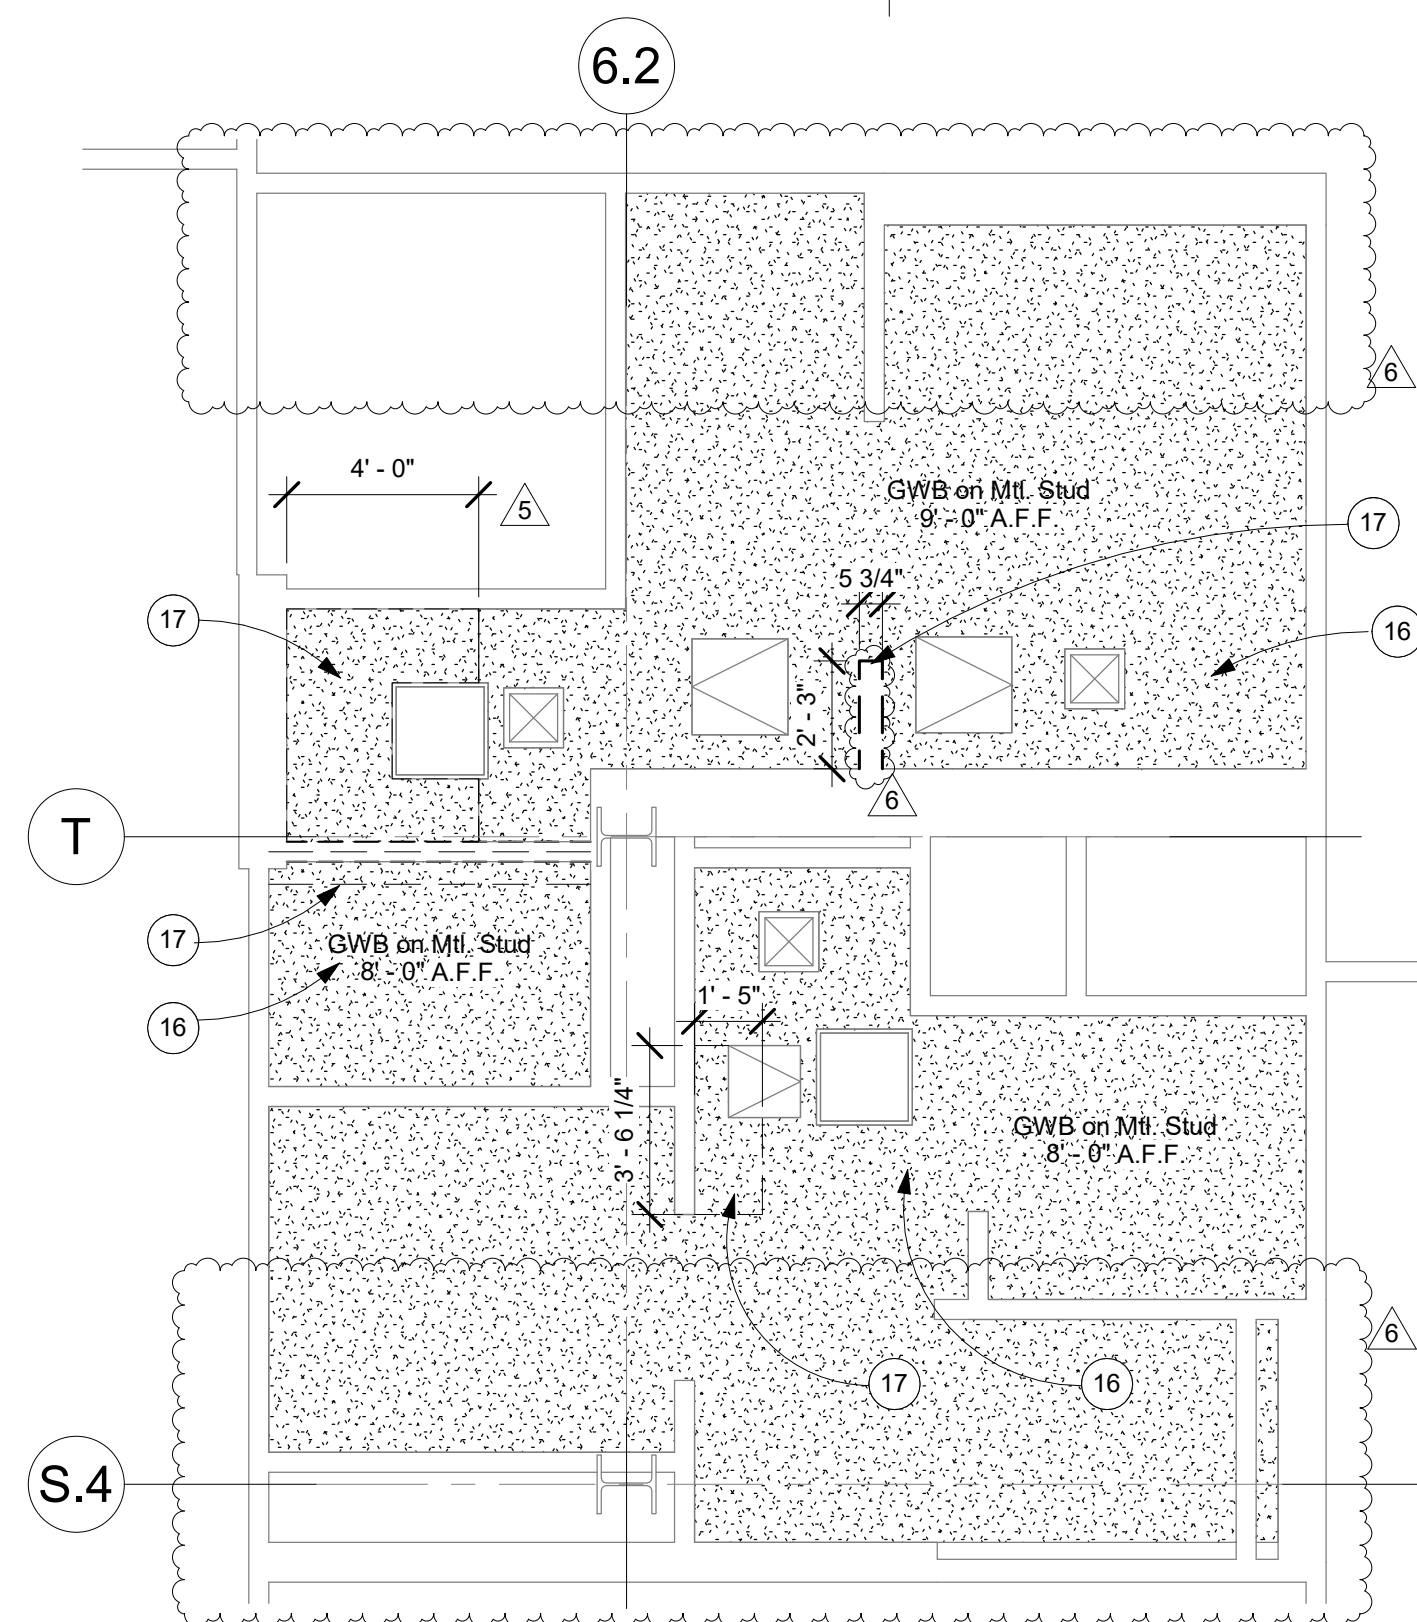 6.2
6
4' - 0"
5
GWB on Mtl. Stud
9' - 0" A.F.F.
17
5 3/4"
17
16
2' - 3"
6
T
17
GWB on Mtl. Stud
8' - 0" A.F.F.
1' - 5"
16
3' - 6 1/4"
GWB on Mtl. Stud
8' - 0" A.F.F.
6
17
16
S.4